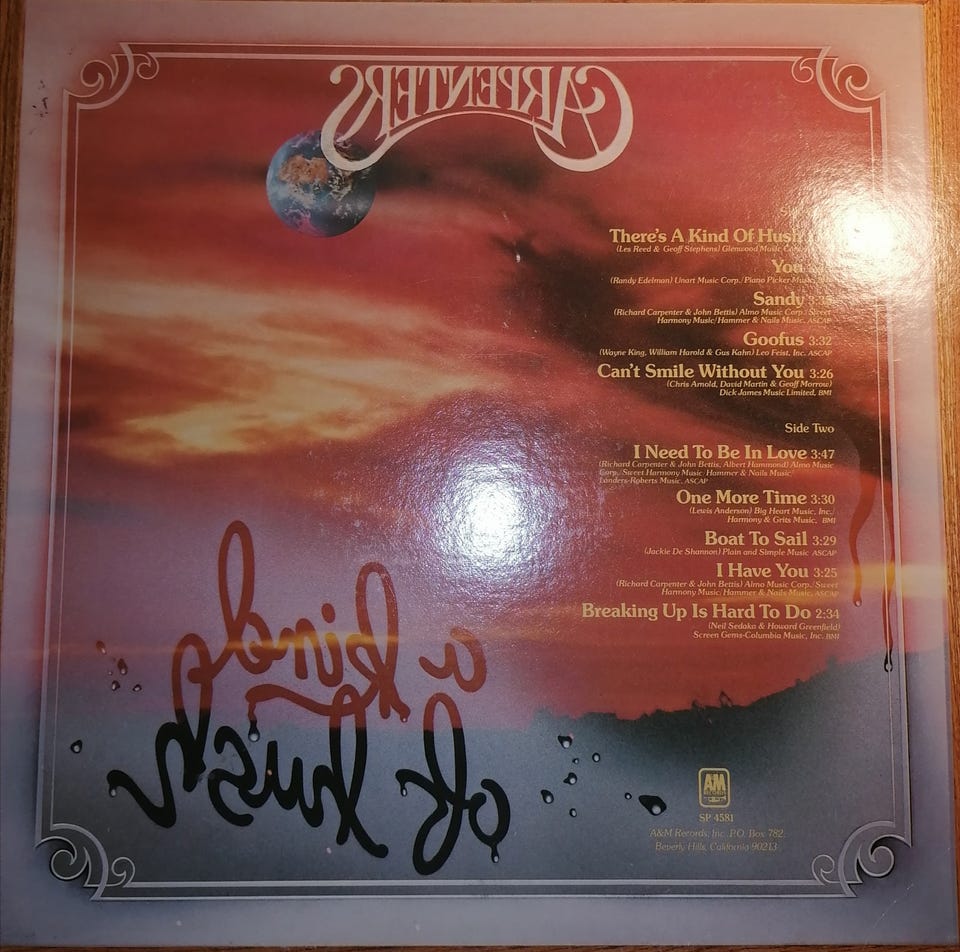 CARPENTERS
There's A Kind Of Hush
(Les Reed & Geoff Stephens) Glenwood Music
You
(Randy Edelman) Unart Music Corp./Piano Picker Music,
Sandy
(Richard Carpenter & John Bettis) Almo Music Corp./Sweet
Harmony Music/Hammer & Nails Music, ASCAP
Goofus 3:32
(Wayne King, William Harold & Gus Kahn) Leo Feist, Inc. ASCAP
Can't Smile Without You 3:26
(Chris Arnold, David Martin & Geoff Morrow)
Dick James Music Limited, BMI
Side Two
I Need To Be In Love 3:47
(Richard Carpenter & John Bettis, Albert Hammond) Almo Music
Corp./Sweet Harmony Music/Hammer & Nails Music/
Landers-Roberts Music, ASCAP
One More Time 3:30
(Lewis Anderson) Big Heart Music, Inc./
Harmony & Grits Music, BMI
Boat To Sail 3:29
(Jackie De Shannon) Plain and Simple Music ASCAP
I Have You 3:25
(Richard Carpenter & John Bettis) Almo Music Corp./Sweet
Harmony Music/Hammer & Nails Music, ASCAP
Breaking Up Is Hard To Do 2:34
(Neil Sedaka & Howard Greenfield)
Screen Gems-Columbia Music, Inc. BMI
a kind
of hush
A&M
RECORDS
SP 4581
A&M Records, Inc. P.O. Box 782,
Beverly Hills, California 90213